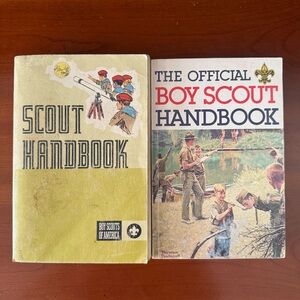 SCOUT
HANDBOOK
BOY SCOUTS
OF AMERICA
THE OFFICIAL
BOY SCOUT
HANDBOOK